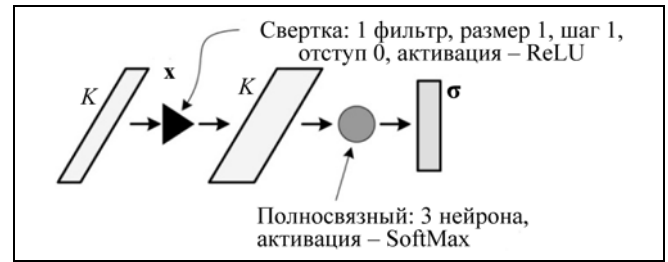 Свертка: 1 фильтр, размер 1, шаг 1,
отступ 0, активация – ReLU
K
x
K
σ
Полносвязный: 3 нейрона,
активация – SoftMax